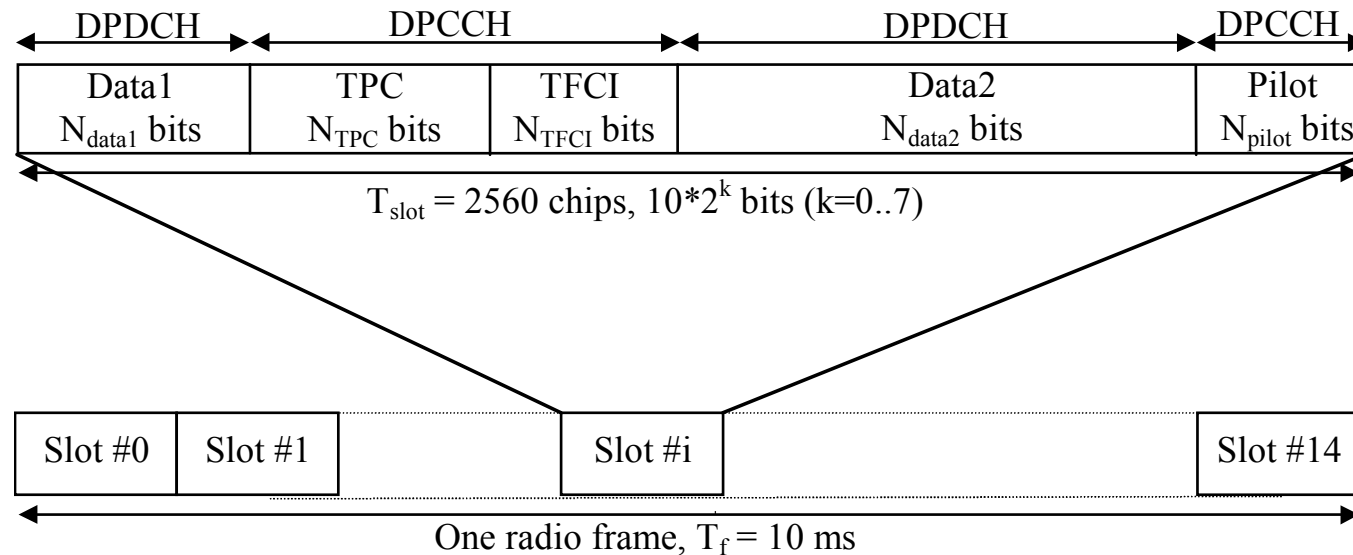 DPDCH DPCCH DPDCH DPCCH
Data1 TPC TFCI Data2 Pilot
N_data1 bits N_TPC bits N_TFCI bits N_data2 bits N_pilot bits
T_slot = 2560 chips, 10*2^k bits (k=0..7)
Slot #0 Slot #1 Slot #i Slot #14
One radio frame, T_f = 10 ms